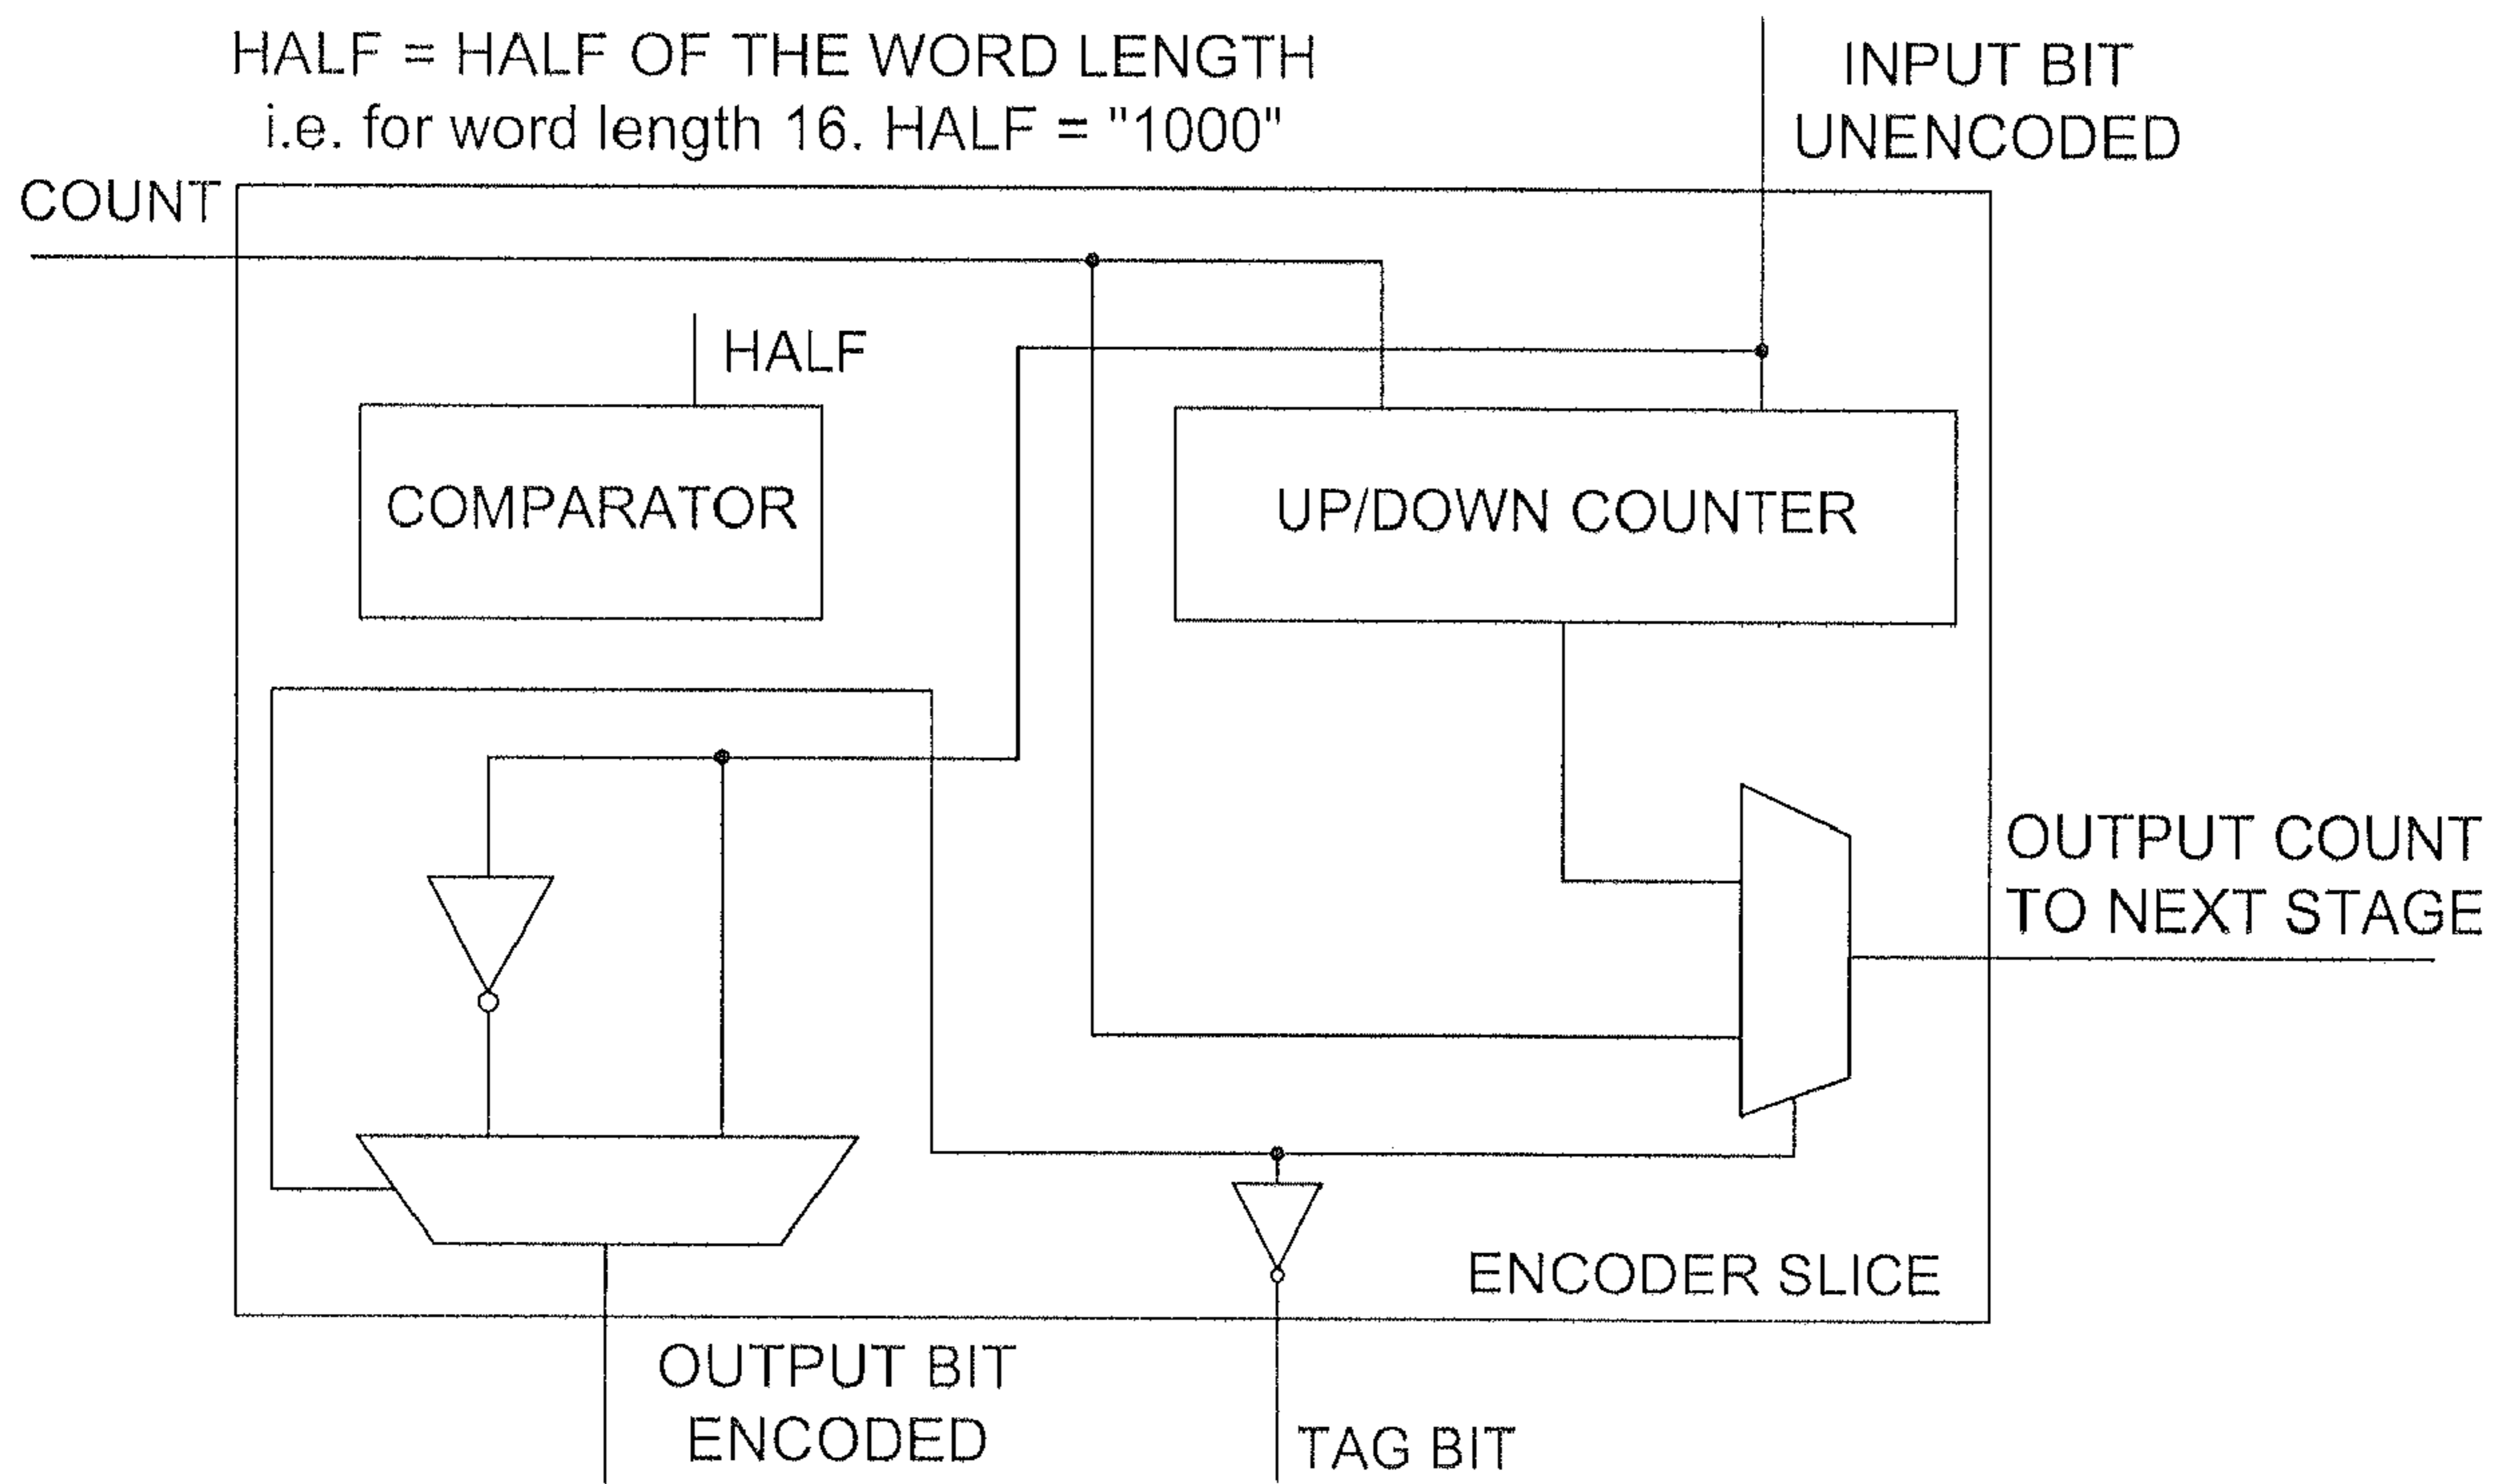 HALF = HALF OF THE WORD LENGTH
i.e. for word length 16. HALF = "1000"
INPUT BIT
UNENCODED
COUNT
HALF
COMPARATOR
UP/DOWN COUNTER
OUTPUT COUNT
TO NEXT STAGE
ENCODER SLICE
OUTPUT BIT
ENCODED
TAG BIT